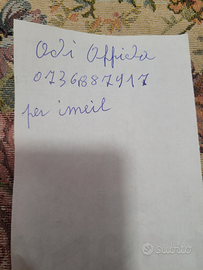 Odi Offida
0736887917
per imeil
Subito